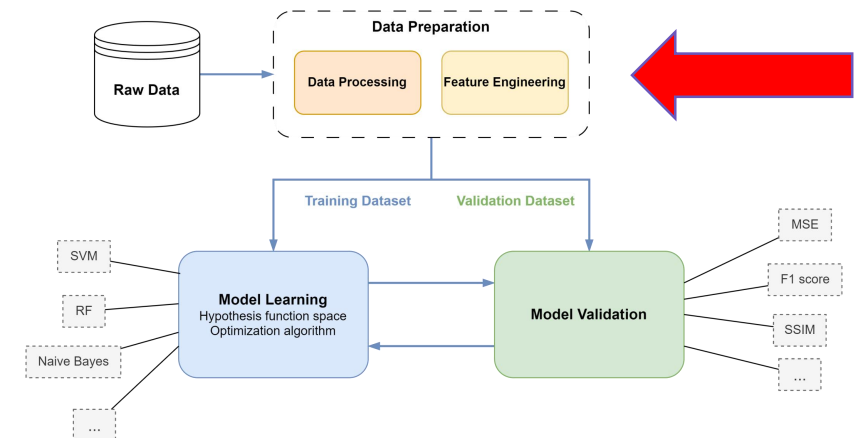 Data Preparation
Raw Data
Data Processing
Feature Engineering
Training Dataset
Validation Dataset
SVM
RF
Naive Bayes
...
Model Learning
Hypothesis function space
Optimization algorithm
Model Validation
MSE
F1 score
SSIM
...